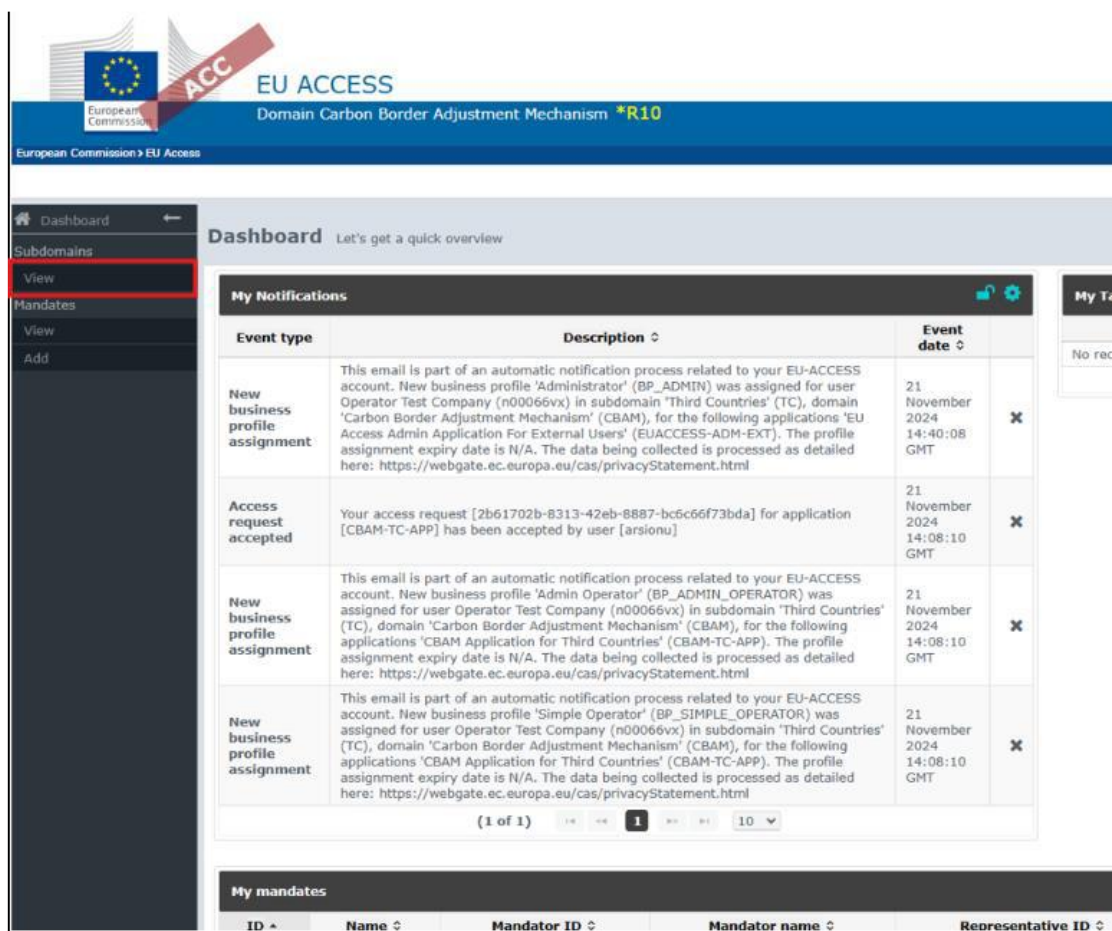 ACC
European
Commission
EU ACCESS
Domain Carbon Border Adjustment Mechanism *R10
European Commission > EU Access
Dashboard
Subdomains
View
Mandates
View
Add
Dashboard Let's get a quick overview
My Notifications
Event type Description Event date
New business profile assignment
This email is part of an automatic notification process related to your EU-ACCESS
account. New business profile 'Administrator' (BP_ADMIN) was assigned for user
Operator Test Company (n00066vx) in subdomain 'Third Countries' (TC), domain
'Carbon Border Adjustment Mechanism' (CBAM), for the following applications 'EU
Access Admin Application For External Users' (EUACCESS-ADM-EXT). The profile
assignment expiry date is N/A. The data being collected is processed as detailed
here: https://webgate.ec.europa.eu/cas/privacyStatement.html
21 November 2024 14:40:08 GMT
Access request accepted
Your access request [2b61702b-8313-42eb-8887-bc6c66f73bda] for application
[CBAM-TC-APP] has been accepted by user [arsionu]
21 November 2024 14:08:10 GMT
New business profile assignment
This email is part of an automatic notification process related to your EU-ACCESS
account. New business profile 'Admin Operator' (BP_ADMIN_OPERATOR) was
assigned for user Operator Test Company (n00066vx) in subdomain 'Third Countries'
(TC), domain 'Carbon Border Adjustment Mechanism' (CBAM), for the following
applications 'CBAM Application for Third Countries' (CBAM-TC-APP). The profile
assignment expiry date is N/A. The data being collected is processed as detailed
here: https://webgate.ec.europa.eu/cas/privacyStatement.html
21 November 2024 14:08:10 GMT
New business profile assignment
This email is part of an automatic notification process related to your EU-ACCESS
account. New business profile 'Simple Operator' (BP_SIMPLE_OPERATOR) was
assigned for user Operator Test Company (n00066vx) in subdomain 'Third Countries'
(TC), domain 'Carbon Border Adjustment Mechanism' (CBAM), for the following
applications 'CBAM Application for Third Countries' (CBAM-TC-APP). The profile
assignment expiry date is N/A. The data being collected is processed as detailed
here: https://webgate.ec.europa.eu/cas/privacyStatement.html
21 November 2024 14:08:10 GMT
(1 of 1) 1 10
My Ta
No rec
My mandates
ID Name Mandator ID Mandator name Representative ID